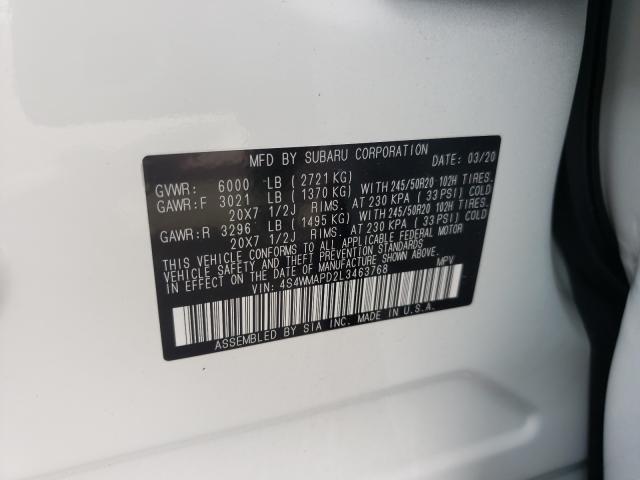 MFD BY SUBARU CORPORATION DATE: 03/20
GVWR: 6000 LB (2721 KG)
GAWR:F 3021 LB (1370 KG) WITH 245/50R20 102H TIRES.
20X7 1/2J RIMS. AT 230 KPA (33 PSI) COLD
GAWR:R 3296 LB (1495 KG) WITH 245/50R20 102H TIRES.
20X7 1/2J RIMS. AT 230 KPA (33 PSI) COLD
THIS VEHICLE CONFORMS TO ALL APPLICABLE FEDERAL MOTOR
VEHICLE SAFETY AND THEFT PREVENTION STANDARDS
IN EFFECT ON THE DATE OF MANUFACTURE SHOWN ABOVE.
VIN: 4S4WMAPD2L3463768 MPV
ASSEMBLED BY SIA INC. MADE IN U.S.A.